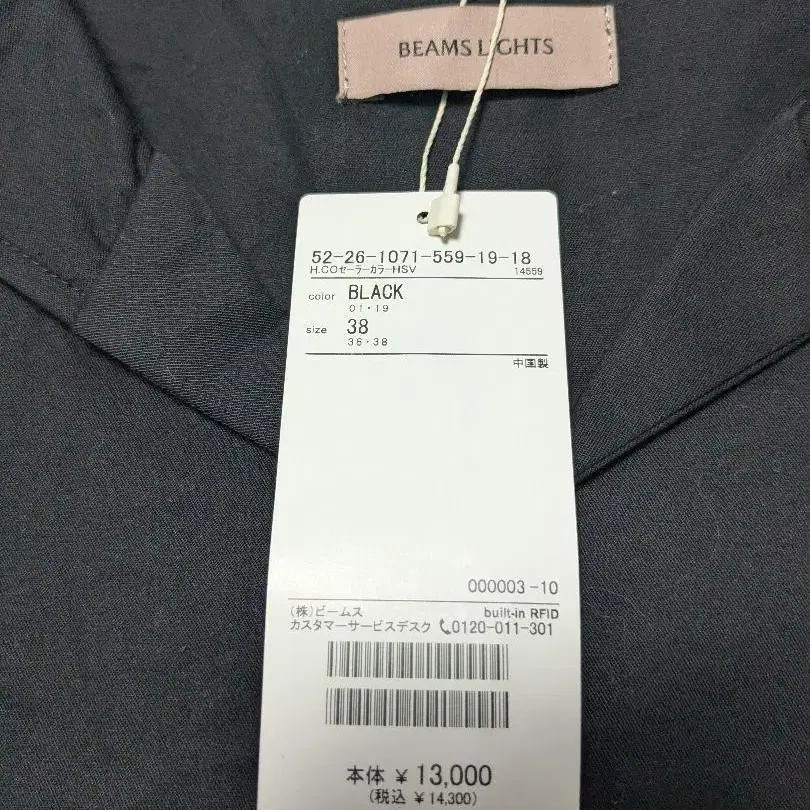 BEAMS LIGHTS
52-26-1071-559-19-18
H.COセーラーカラーHSV 14559
color BLACK
01・19
size 38
36・38
中国製
000003-10
(株)ビームス built-in RFID
カスタマーサービスデスク 0120-011-301
本体 ¥ 13,000
(税込 ¥ 14,300)